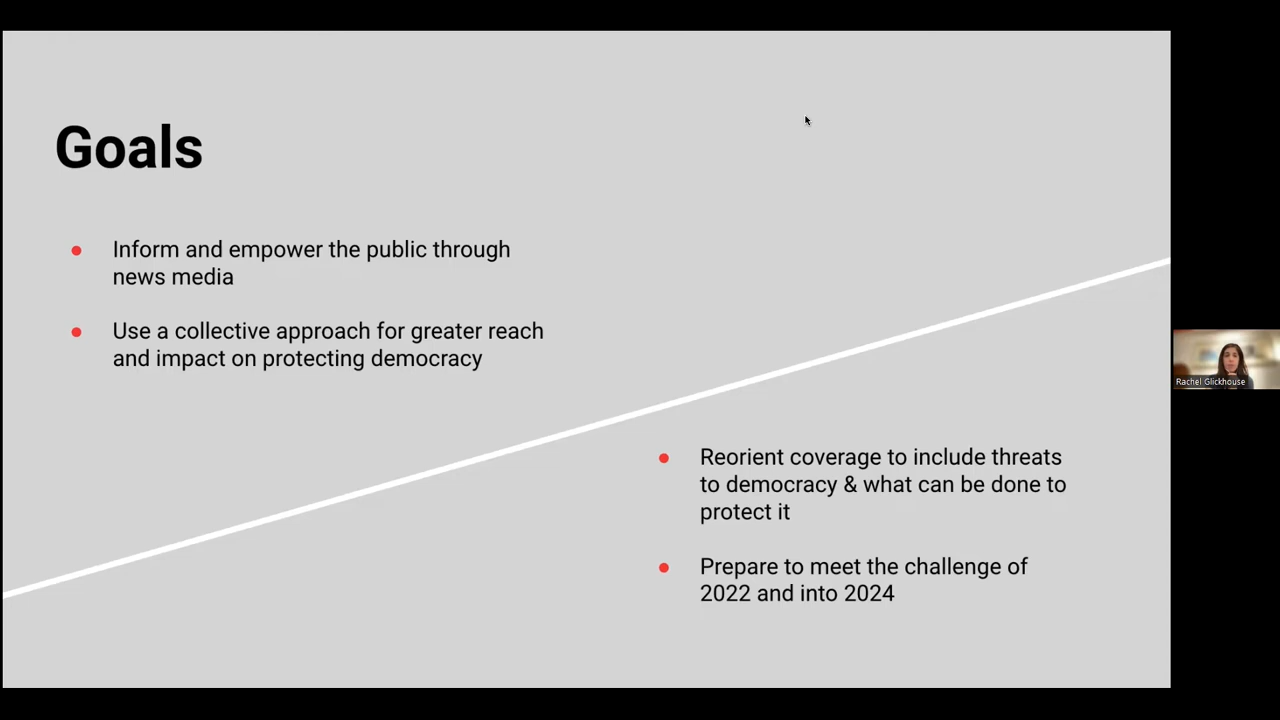 Goals
Inform and empower the public through
news media
Use a collective approach for greater reach
and impact on protecting democracy
Reorient coverage to include threats
to democracy & what can be done to
protect it
Prepare to meet the challenge of
2022 and into 2024
Rachel Glickhouse